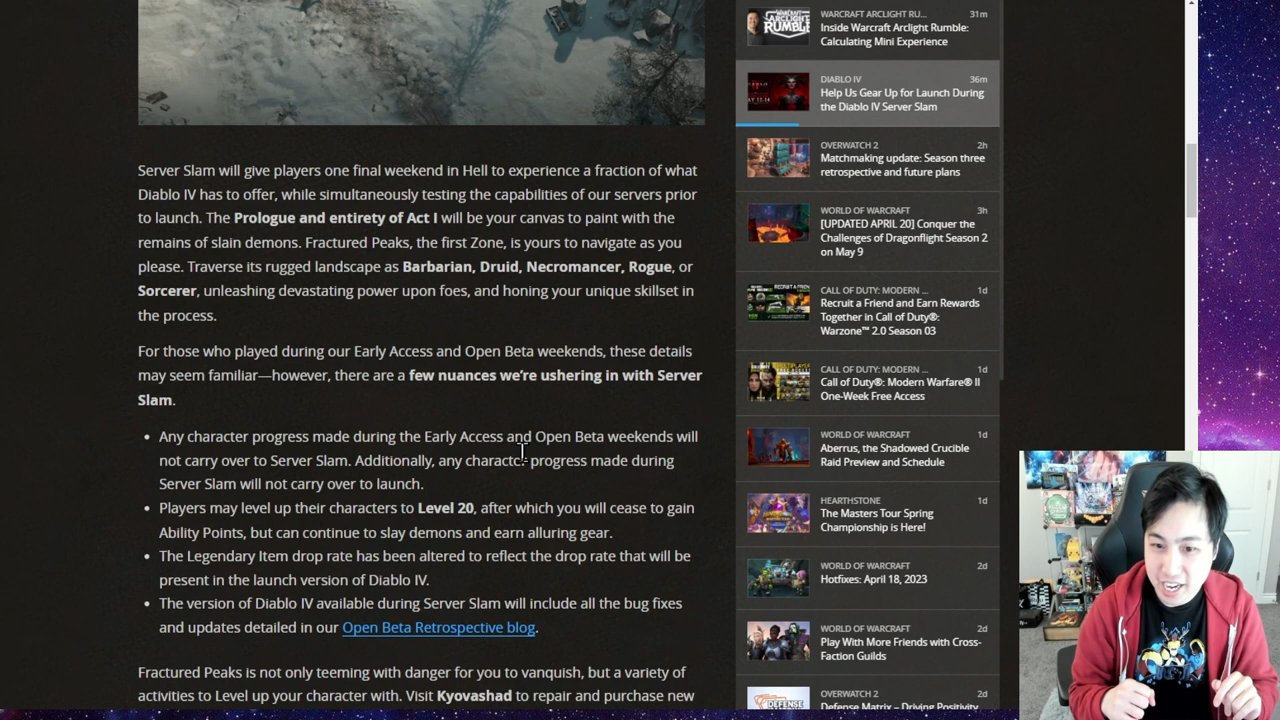 Server Slam will give players one final weekend in Hell to experience a fraction of what
Diablo IV has to offer, while simultaneously testing the capabilities of our servers prior
to launch. The Prologue and entirety of Act I will be your canvas to paint with the
remains of slain demons. Fractured Peaks, the first Zone, is yours to navigate as you
please. Traverse its rugged landscape as Barbarian, Druid, Necromancer, Rogue, or
Sorcerer, unleashing devastating power upon foes, and honing your unique skillset in
the process.
For those who played during our Early Access and Open Beta weekends, these details
may seem familiar—however, there are a few nuances we're ushering in with Server
Slam.
• Any character progress made during the Early Access and Open Beta weekends will
not carry over to Server Slam. Additionally, any character progress made during
Server Slam will not carry over to launch.
• Players may level up their characters to Level 20, after which you will cease to gain
Ability Points, but can continue to slay demons and earn alluring gear.
• The Legendary Item drop rate has been altered to reflect the drop rate that will be
present in the launch version of Diablo IV.
• The version of Diablo IV available during Server Slam will include all the bug fixes
and updates detailed in our Open Beta Retrospective blog.
Fractured Peaks is not only teeming with danger for you to vanquish, but a variety of
activities to Level up your character with. Visit Kyovashad to repair and purchase new
WARCRAFT ARCLIGHT RU... 31m
Inside Warcraft Arclight Rumble:
Calculating Mini Experience
DIABLO IV 36m
Help Us Gear Up for Launch During
the Diablo IV Server Slam
OVERWATCH 2 2h
Matchmaking update: Season three
retrospective and future plans
WORLD OF WARCRAFT 3h
[UPDATED APRIL 20] Conquer the
Challenges of Dragonflight Season 2
on May 9
CALL OF DUTY: MODERN ... 1d
Recruit a Friend and Earn Rewards
Together in Call of Duty®:
Warzone™ 2.0 Season 03
CALL OF DUTY: MODERN ... 1d
Call of Duty®: Modern Warfare® II
One-Week Free Access
WORLD OF WARCRAFT 1d
Aberrus, the Shadowed Crucible
Raid Preview and Schedule
HEARTHSTONE 1d
The Masters Tour Spring
Championship is Here!
WORLD OF WARCRAFT 2d
Hotfixes: April 18, 2023
WORLD OF WARCRAFT 2d
Play With More Friends with Cross-
Faction Guilds
OVERWATCH 2 2d
Defense Matrix – Driving Positivity